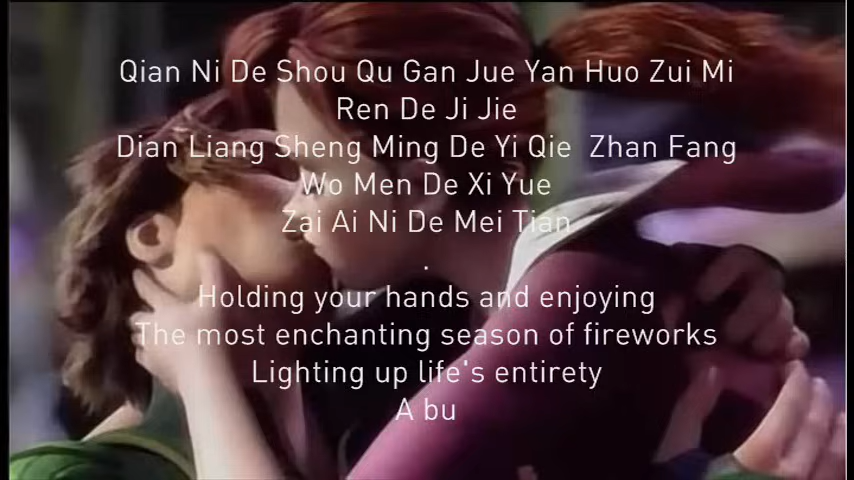 Qian Ni De Shou Qu Gan Jue Yan Huo Zui Mi
Ren De Ji Jie
Dian Liang Sheng Ming De Yi Qie  Zhan Fang
Wo Men De Xi Yue
Zai Ai Ni De Mei Tian
.
Holding your hands and enjoying
The most enchanting season of fireworks
Lighting up life's entirety
A bu